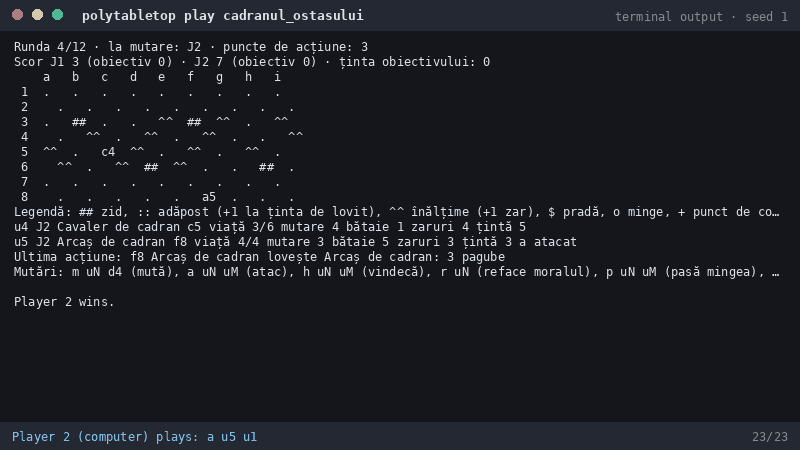 polytabletop play cadranul_ostasului
terminal output · seed 1
Runda 4/12 · la mutare: J2 · puncte de acțiune: 3
Scor J1 3 (obiectiv 0) · J2 7 (obiectiv 0) · ținta obiectivului: 0
a b c d e f g h i
1 . . . . . . . . .
2 . . . . . . . . .
3 . ## . . ^^ ## ^^ . ^^
4 . ^^ . ^^ . ^^ . . ^^
5 ^^ . c4 ^^ . ^^ . ^^ .
6 ^^ . ^^ ## ^^ . . ## .
7 . . . . . . . . .
8 . . . . . a5 . . .
Legendă: ## zid, :: adăpost (+1 la ținta de lovit), ^^ înălțime (+1 zar), $ pradă, o minge, + punct de co…
u4 J2 Cavaler de cadran c5 viață 3/6 mutare 4 bătaie 1 zaruri 4 țintă 5
u5 J2 Arcaș de cadran f8 viață 4/4 mutare 3 bătaie 5 zaruri 3 țintă 3 a atacat
Ultima acțiune: f8 Arcaș de cadran lovește Arcaș de cadran: 3 pagube
Mutări: m uN d4 (mută), a uN uM (atac), h uN uM (vindecă), r uN (reface moralul), p uN uM (pasă mingea), …
Player 2 wins.
Player 2 (computer) plays: a u5 u1
23/23